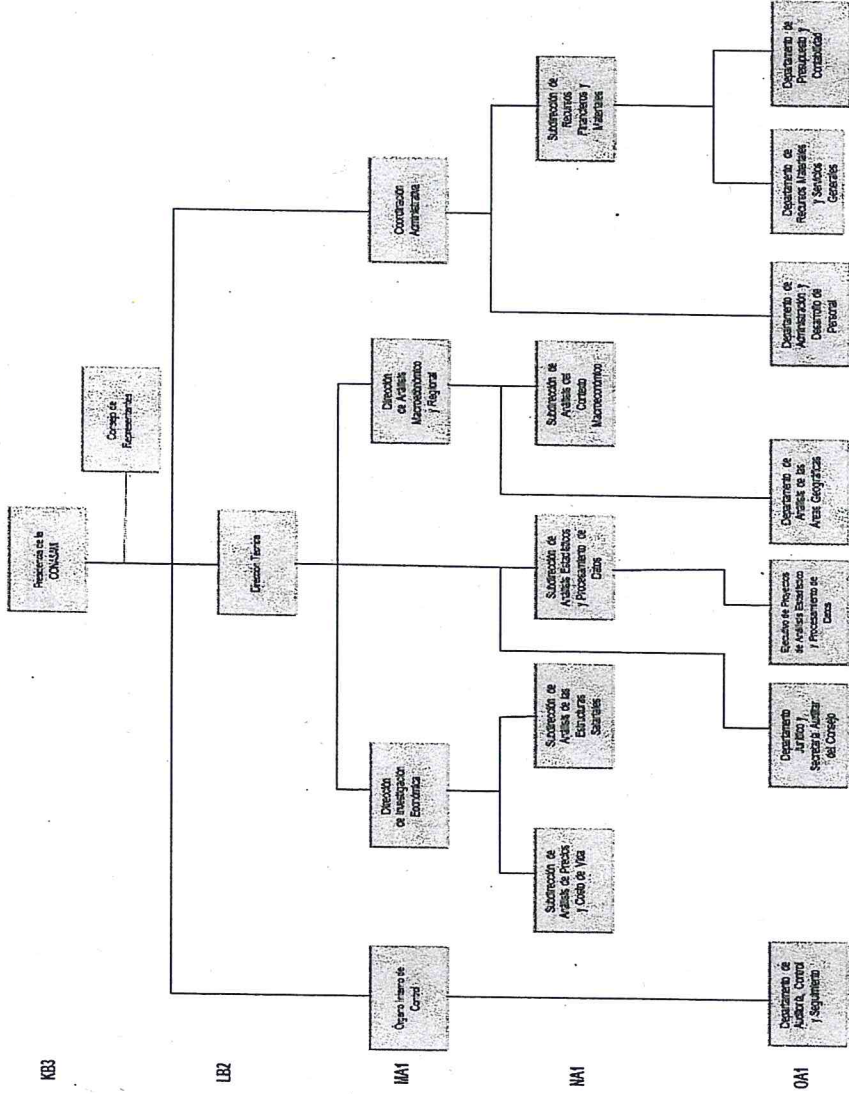 KB3
Presidencia de la
CONASAMI
Consejo de
Representantes
LB2
Dirección Técnica
MA1
Órgano Interno de
Control
Dirección
de Investigación
Económica
Dirección
de Análisis
Macroeconómico
y Regional
Coordinación
Administrativa
NA1
Subdirección de
Análisis de Precios
y Costo de Vida
Subdirección de
Análisis de las
Estructuras
Salariales
Subdirección de
Análisis Estadísticos
y Procesamiento de
Datos
Subdirección de
Análisis del
Contexto
Macroeconómico
Subdirección de
Recursos
Financieros y
Materiales
OA1
Departamento de
Auditoría, Control
y Seguimiento
Departamento
Jurídico y
Secretaría Auxiliar
del Consejo
Ejecutivo de Proyectos
de Análisis Estadístico
y Procesamiento de
Datos
Departamento de
Análisis de las
Áreas Geográficas
Departamento de
Administración y
Desarrollo de
Personal
Departamento de
Recursos Materiales
y Servicios
Generales
Departamento de
Presupuesto y
Contabilidad